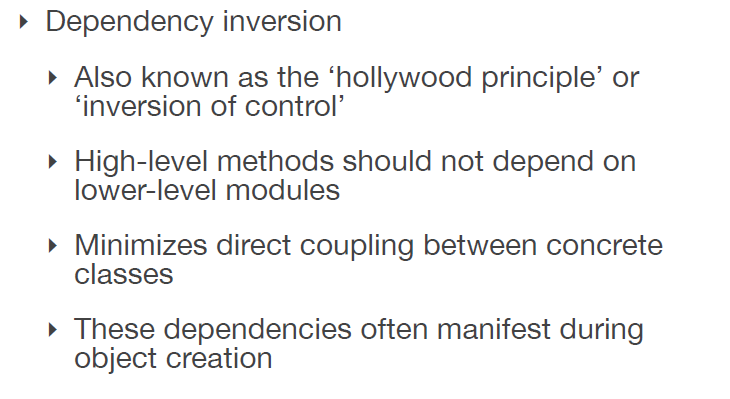 Dependency inversion
Also known as the ‘hollywood principle’ or
‘inversion of control’
High-level methods should not depend on
lower-level modules
Minimizes direct coupling between concrete
classes
These dependencies often manifest during
object creation